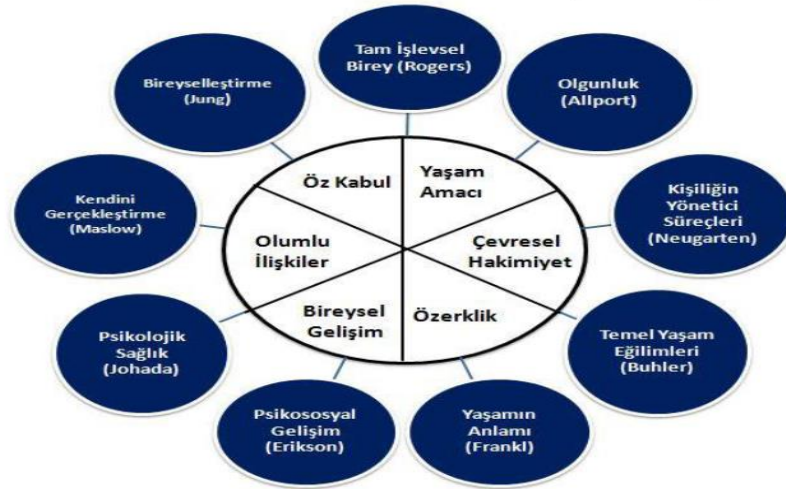 Tam İşlevsel
Birey (Rogers)
Olgunluk
(Allport)
Kişiliğin
Yönetici
Süreçleri
(Neugarten)
Temel Yaşam
Eğilimleri
(Buhler)
Yaşamın
Anlamı
(Frankl)
Psikososyal
Gelişim
(Erikson)
Psikolojik
Sağlık
(Johada)
Kendini
Gerçekleştirme
(Maslow)
Bireyselleştirme
(Jung)
Öz Kabul
Yaşam
Amacı
Çevresel
Hakimiyet
Özerklik
Bireysel
Gelişim
Olumlu
İlişkiler